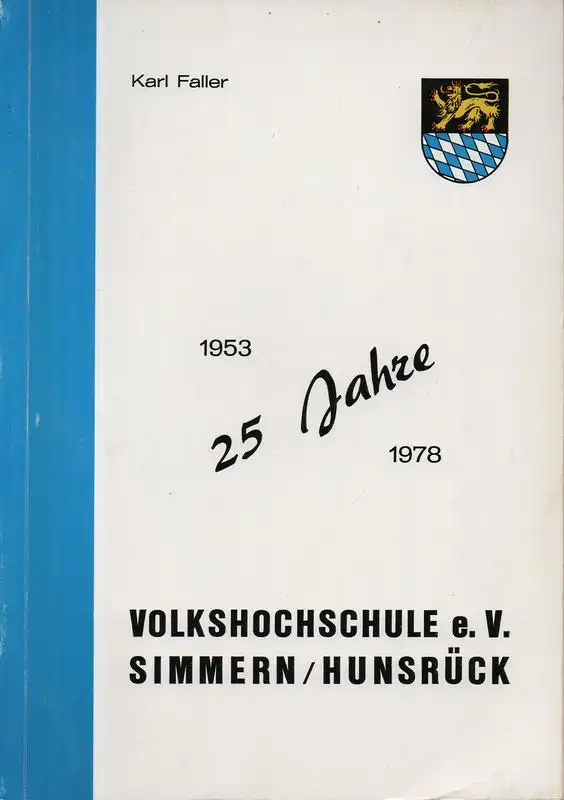 Karl Faller
1953
25 Jahre
1978
VOLKSHOCHSCHULE e. V.
SIMMERN/HUNSRÜCK